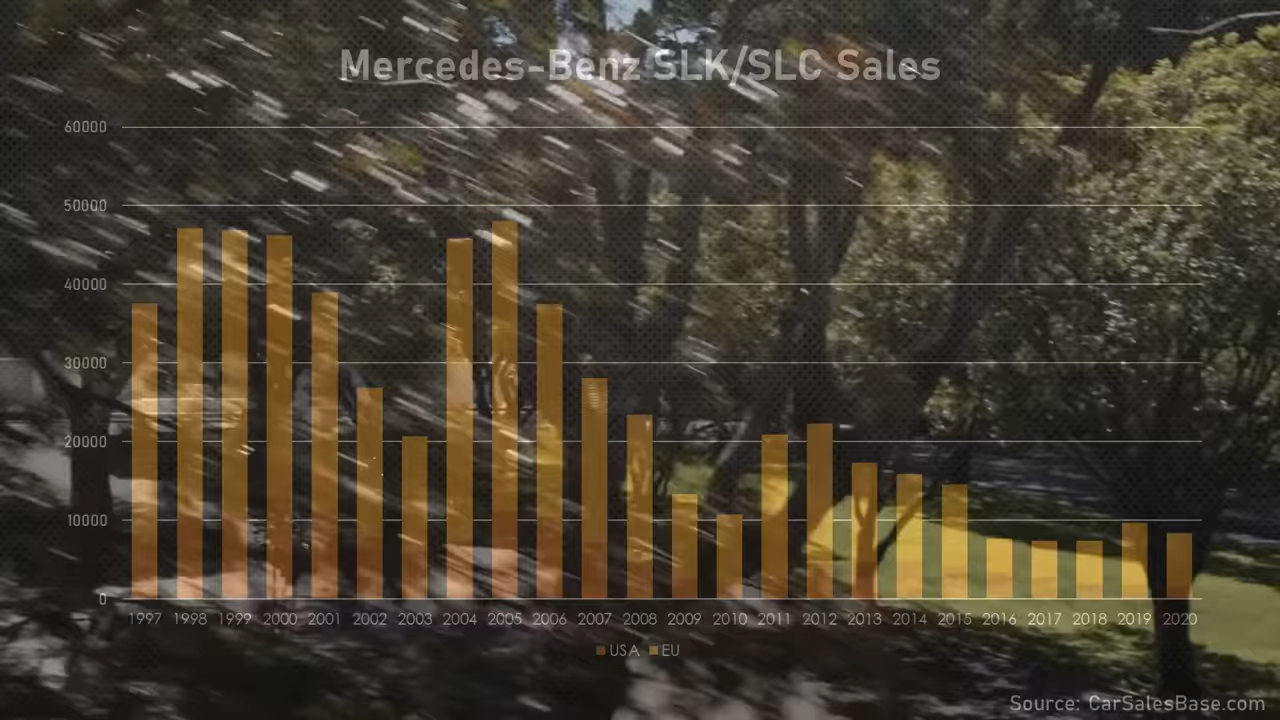 Mercedes-Benz SLK/SLC Sales
60000
50000
40000
30000
20000
10000
0
1997 1998 1999 2000 2001 2002 2003 2004 2005 2006 2007 2008 2009 2010 2011 2012 2013 2014 2015 2016 2017 2018 2019 2020
USA EU
Source: CarSalesBase.com